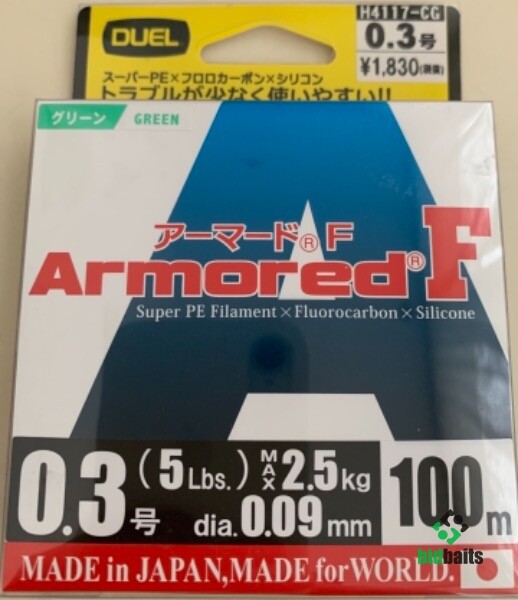 DUEL
H4117-CG
0.3号
¥1,830(税抜)
スーパーPE×フロロカーボン×シリコン
トラブルが少なく使いやすい!!
グリーン GREEN
アーマード® F
Armored® F
Super PE Filament×Fluorocarbon×Silicone
0.3号 (5Lbs.) MAX 2.5kg
dia. 0.09mm
100m
bidbaits
MADE in JAPAN, MADE for WORLD.